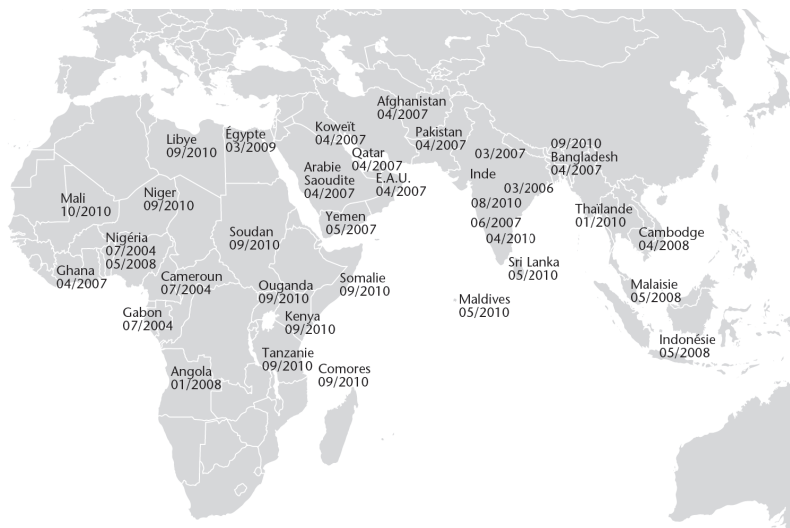 Afghanistan
04/2007
Koweït
04/2007
Pakistan
04/2007
Égypte
03/2009
Libye
09/2010
Qatar
04/2007
03/2007
09/2010
Bangladesh
04/2007
Arabie
Saoudite
04/2007
E.A.U.
04/2007
Inde
03/2006
08/2010
06/2007
04/2010
Mali
10/2010
Niger
09/2010
Yemen
05/2007
Thaïlande
01/2010
Soudan
09/2010
Cambodge
04/2008
Nigéria
07/2004
05/2008
Ghana
04/2007
Cameroun
07/2004
Sri Lanka
05/2010
Somalie
09/2010
Ouganda
09/2010
Malaisie
05/2008
Maldives
05/2010
Gabon
07/2004
Kenya
09/2010
Indonésie
05/2008
Tanzanie
09/2010
Comores
09/2010
Angola
01/2008